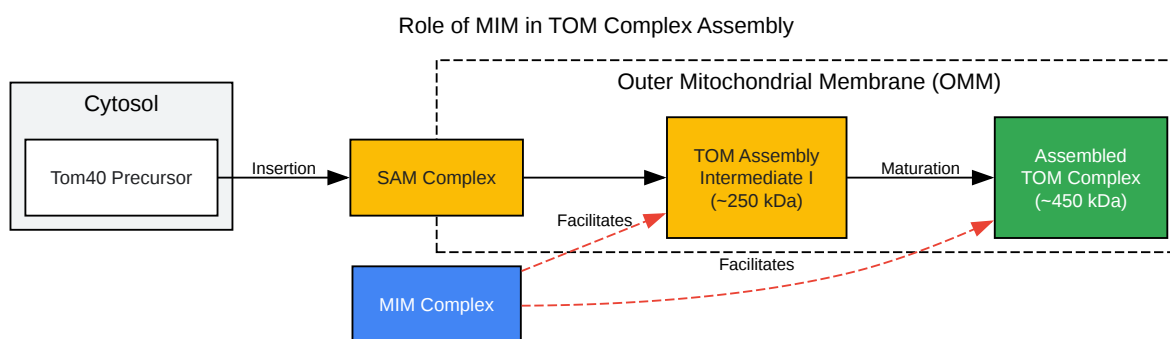 Role of MIM in TOM Complex Assembly
Outer Mitochondrial Membrane (OMM)
Cytosol
Tom40 Precursor
Insertion
SAM Complex
TOM Assembly
Intermediate I
(~250 kDa)
Maturation
Assembled
TOM Complex
(~450 kDa)
Facilitates
Facilitates
MIM Complex